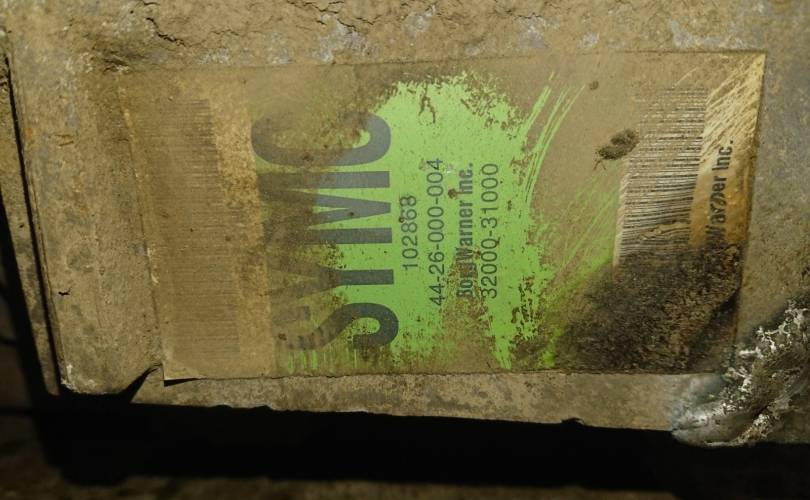 SYMC
102868
44-26-000-004
BorgWarner Inc.
32000-31000
Warner Inc.